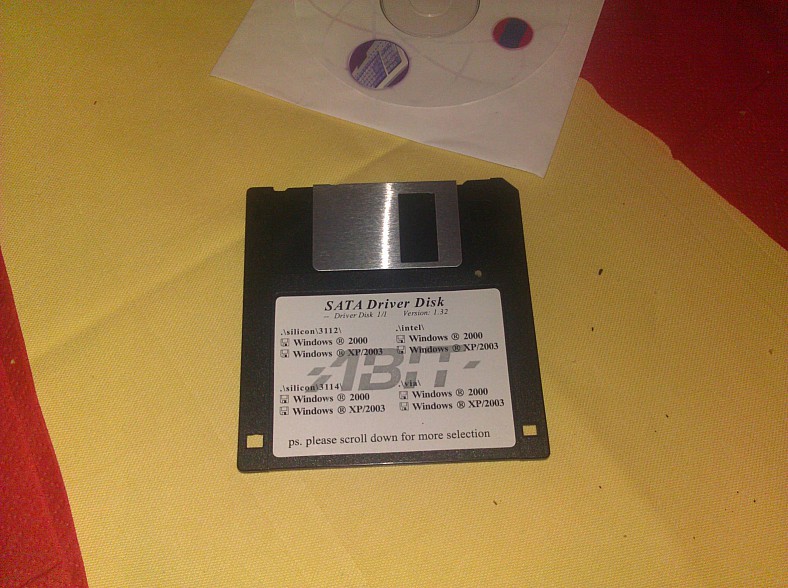 SATA Driver Disk
– Driver Disk 1/1 Version: 1.32
.\silicon\3112\
Windows ® 2000
Windows ® XP/2003
.\intel\
Windows ® 2000
Windows ® XP/2003
ABIT
.\silicon\3114\
Windows ® 2000
Windows ® XP/2003
.\via\
Windows ® 2000
Windows ® XP/2003
ps. please scroll down for more selection